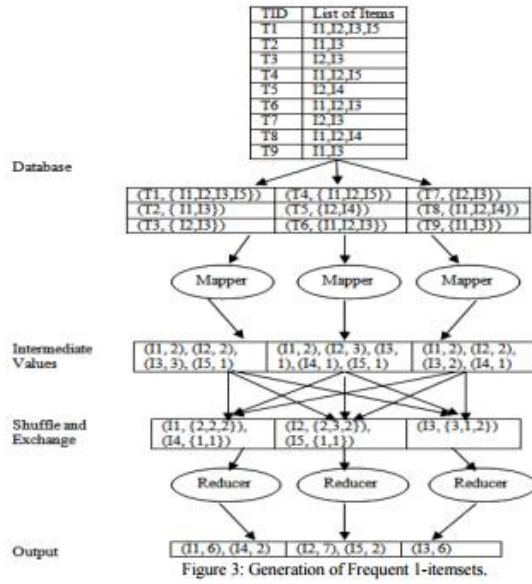 TID List of Items
T1 I1,I2,I3,I5
T2 I1,I3
T3 I2,I3
T4 I1,I2,I5
T5 I2,I4
T6 I1,I2,I3
T7 I2,I3
T8 I1,I2,I4
T9 I1,I3
Database
(T1, { I1,I2,I3,I5}) (T4, { I1,I2,I5}) (T7, {I2,I3})
(T2, { I1,I3}) (T5, {I2,I4}) (T8, {I1,I2,I4})
(T3, { I2,I3}) (T6, {I1,I2,I3}) (T9, {I1,I3})
Mapper Mapper Mapper
Intermediate (I1, 2), (I2, 2), (I1, 2), (I2, 3), (I3, (I1, 2), (I2, 2),
Values (I3, 3), (I5, 1) 1), (I4, 1), (I5, 1) (I3, 2), (I4, 1)
Shuffle and (I1, {2,2,2}), (I2, {2,3,2}), (I3, {3,1,2})
Exchange (I4, {1,1}) (I5, {1,1})
Reducer Reducer Reducer
Output (I1, 6), (I4, 2) (I2, 7), (I5, 2) (I3, 6)
Figure 3: Generation of Frequent 1-itemsets.